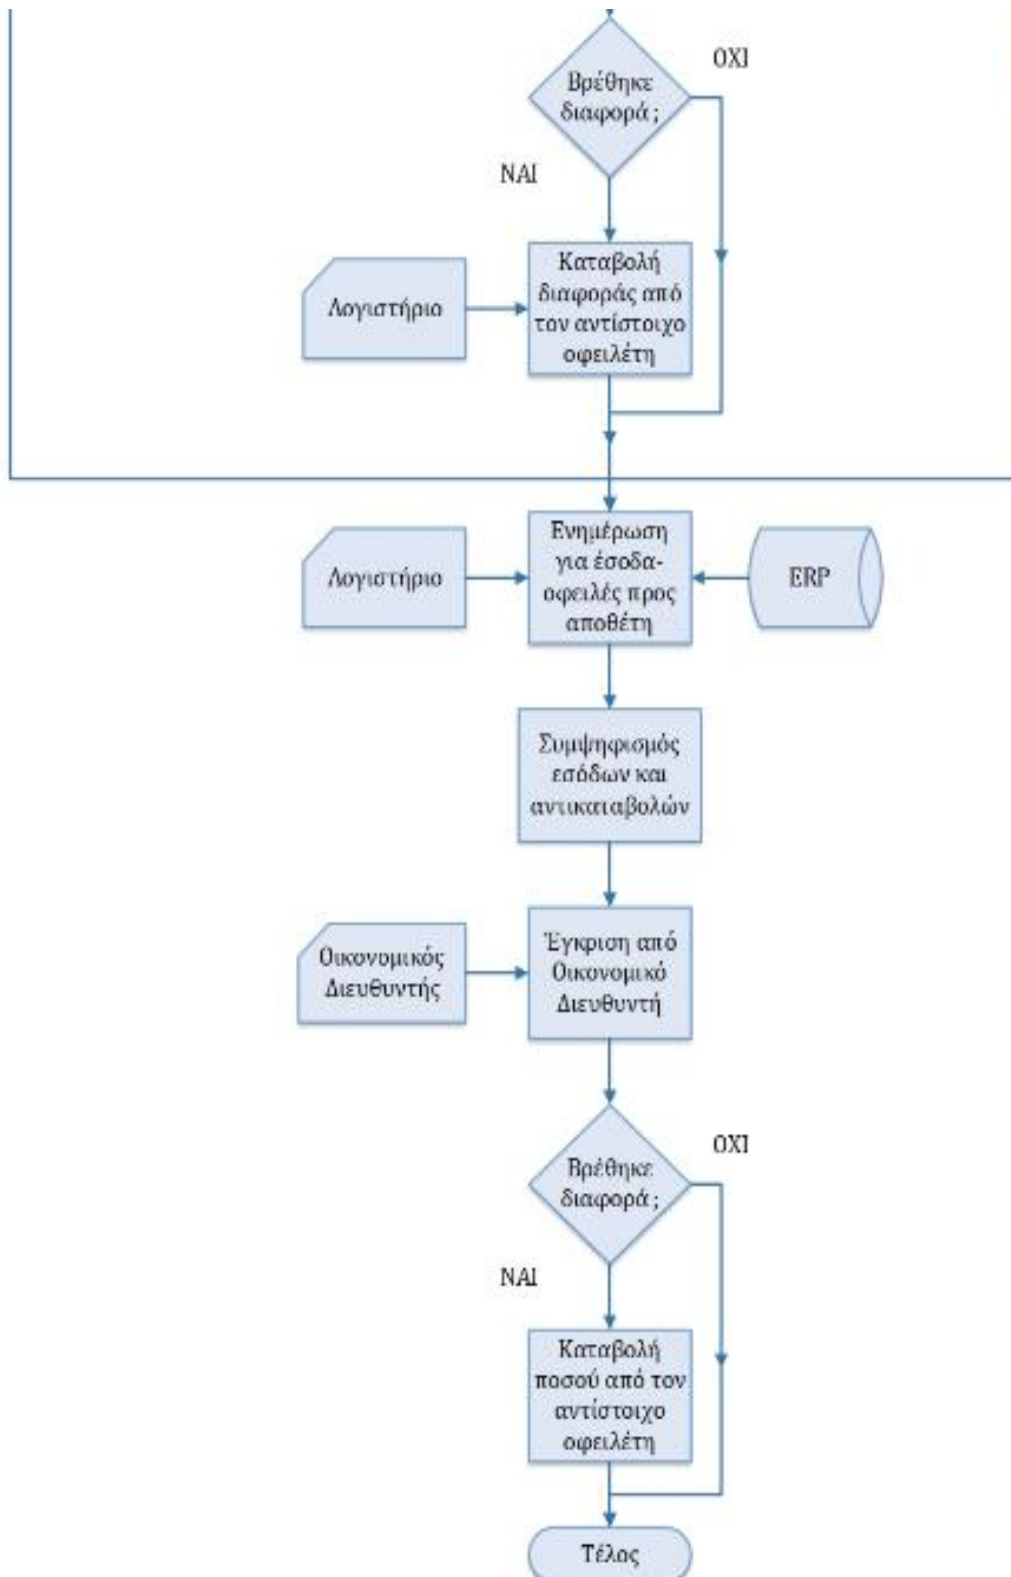 ΟΧΙ
Βρέθηκε
διαφορά;
ΝΑΙ
Καταβολή
διαφοράς από
τον αντίστοιχο
οφειλέτη
Λογιστήριο
Ενημέρωση
για έσοδα-
οφειλές προς
αποθέτη
Λογιστήριο
ERP
Συμψηφισμός
εσόδων και
αντικαταβολών
Οικονομικός
Διευθυντής
Έγκριση από
Οικονομικό
Διευθυντή
ΟΧΙ
Βρέθηκε
διαφορά;
ΝΑΙ
Καταβολή
ποσού από τον
αντίστοιχο
οφειλέτη
Τέλος